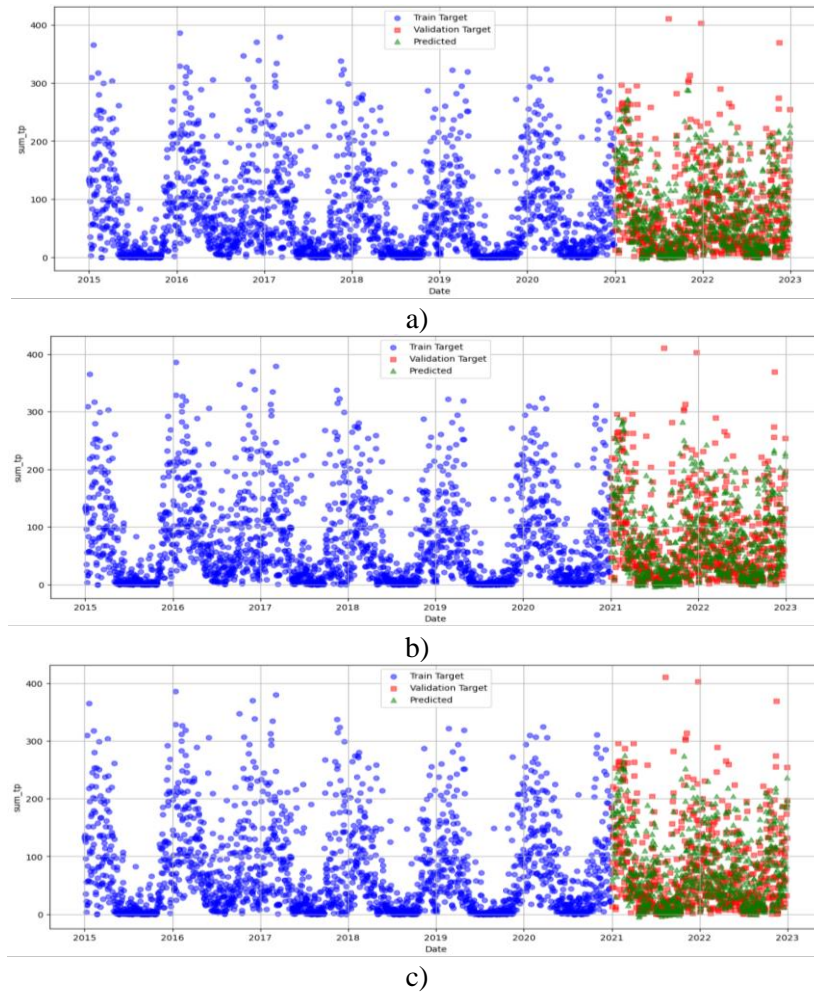 400
300
200
100
0
sum_tp
Train Target
Validation Target
Predicted
2015 2016 2017 2018 2019 2020 2021 2022 2023
Date
a)
400
300
200
100
0
sum_tp
Train Target
Validation Target
Predicted
2015 2016 2017 2018 2019 2020 2021 2022 2023
Date
b)
400
300
200
100
0
sum_tp
Train Target
Validation Target
Predicted
2015 2016 2017 2018 2019 2020 2021 2022 2023
Date
c)